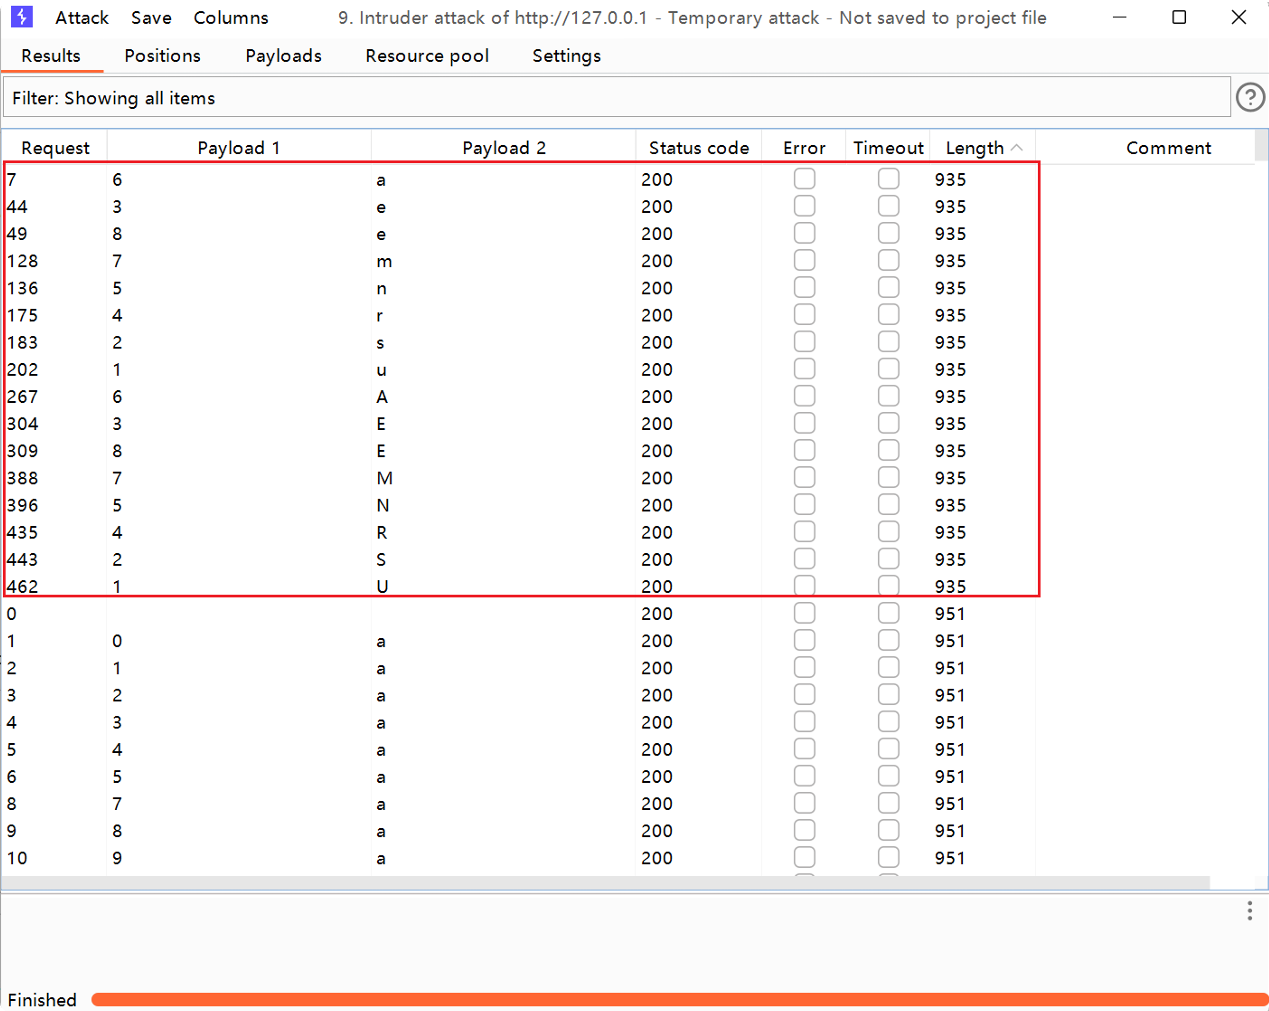 Attack Save Columns 9. Intruder attack of http://127.0.0.1 - Temporary attack - Not saved to project file
Results Positions Payloads Resource pool Settings
Filter: Showing all items
Request Payload 1 Payload 2 Status code Error Timeout Length Comment
7 6 a 200 935
44 3 e 200 935
49 8 e 200 935
128 7 m 200 935
136 5 n 200 935
175 4 r 200 935
183 2 s 200 935
202 1 u 200 935
267 6 A 200 935
304 3 E 200 935
309 8 E 200 935
388 7 M 200 935
396 5 N 200 935
435 4 R 200 935
443 2 S 200 935
462 1 U 200 935
0 200 951
1 0 a 200 951
2 1 a 200 951
3 2 a 200 951
4 3 a 200 951
5 4 a 200 951
6 5 a 200 951
8 7 a 200 951
9 8 a 200 951
10 9 a 200 951
Finished